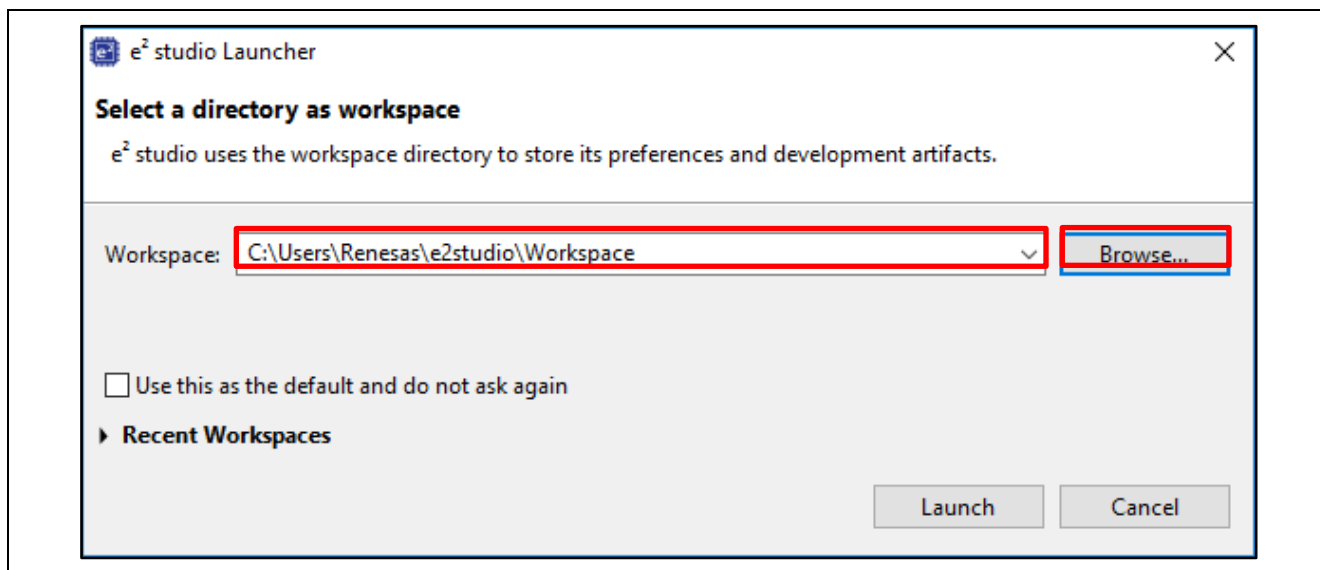 e² studio Launcher
Select a directory as workspace
e² studio uses the workspace directory to store its preferences and development artifacts.
Workspace: C:\Users\Renesas\e2studio\Workspace Browse...
Use this as the default and do not ask again
Recent Workspaces
Launch Cancel